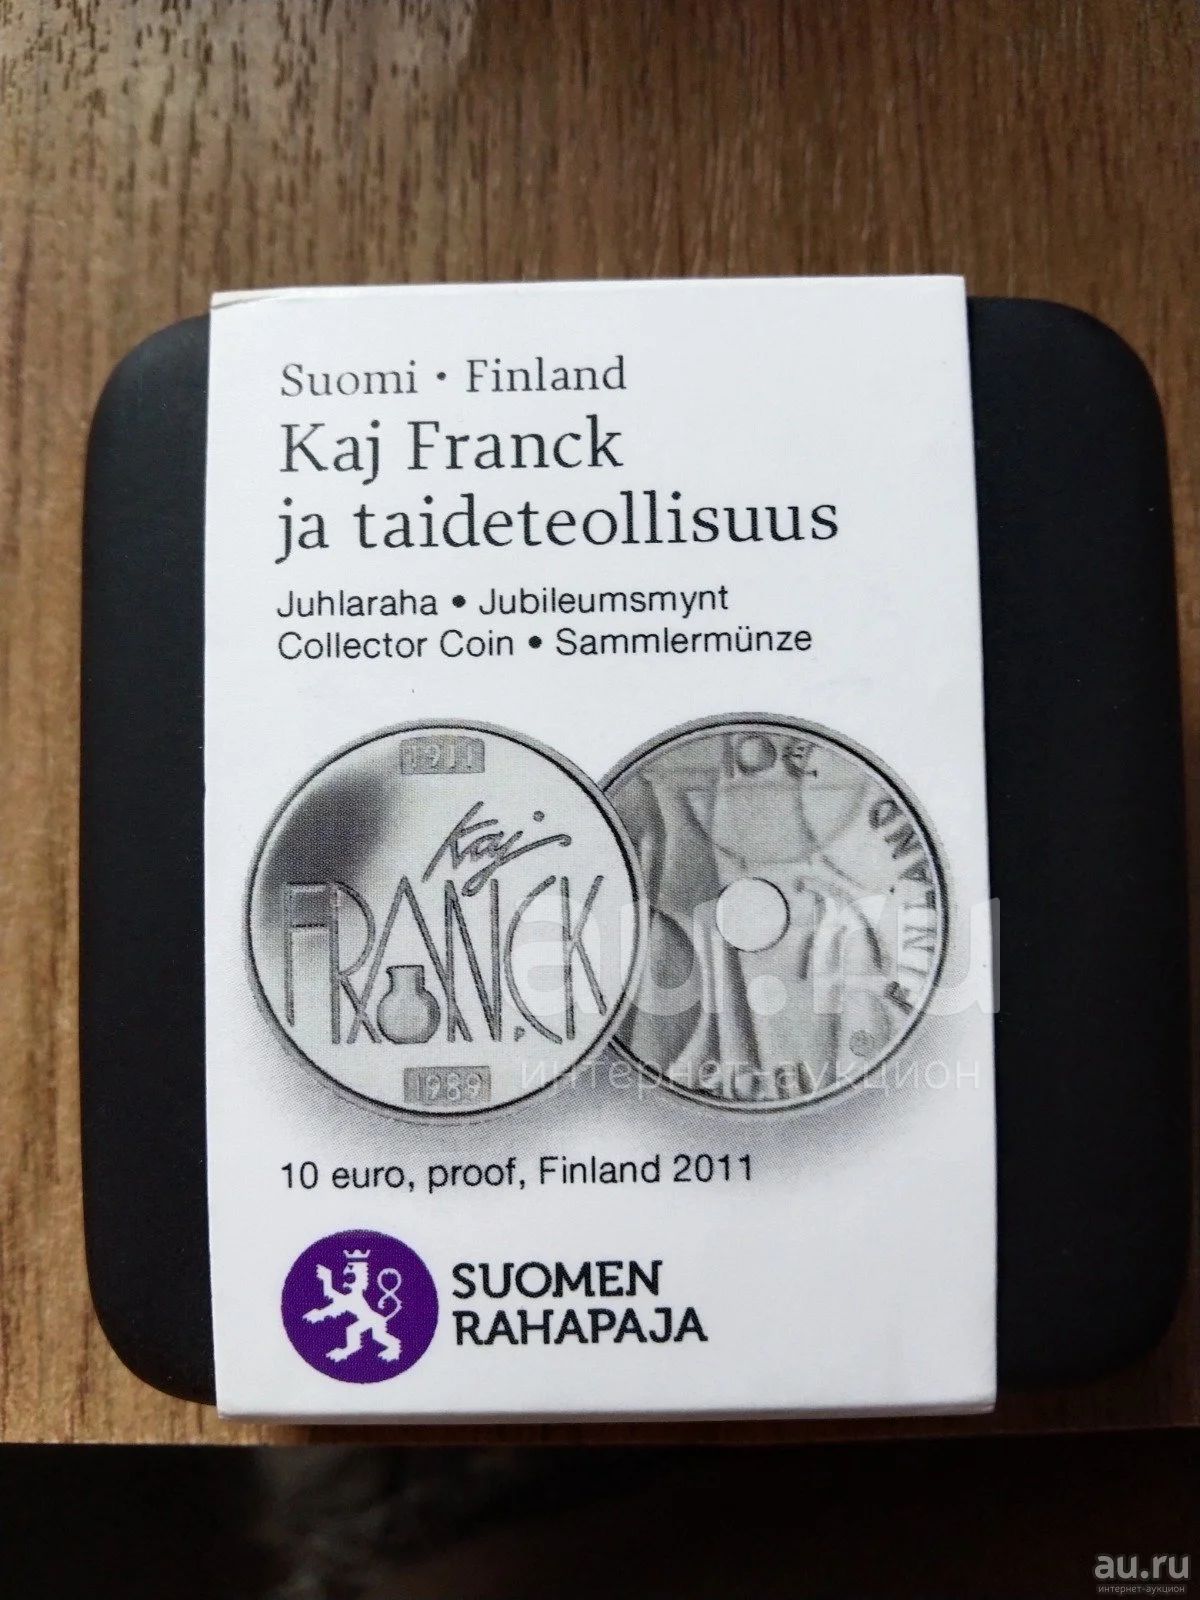 Suomi • Finland
Kaj Franck
ja taideteollisuus
Juhlaraha • Jubileumsmynt
Collector Coin • Sammlermünze
1911
Kaj
FRANCK
1989
10€
FINLAND
au.ru
интернет-аукцион
10 euro, proof, Finland 2011
SUOMEN
RAHAPAJA
au.ru
интернет-аукцион